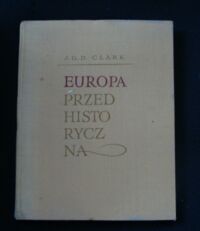 J.G.D. CLARK
EUROPA
PRZED
HISTO
RYCZ
NA